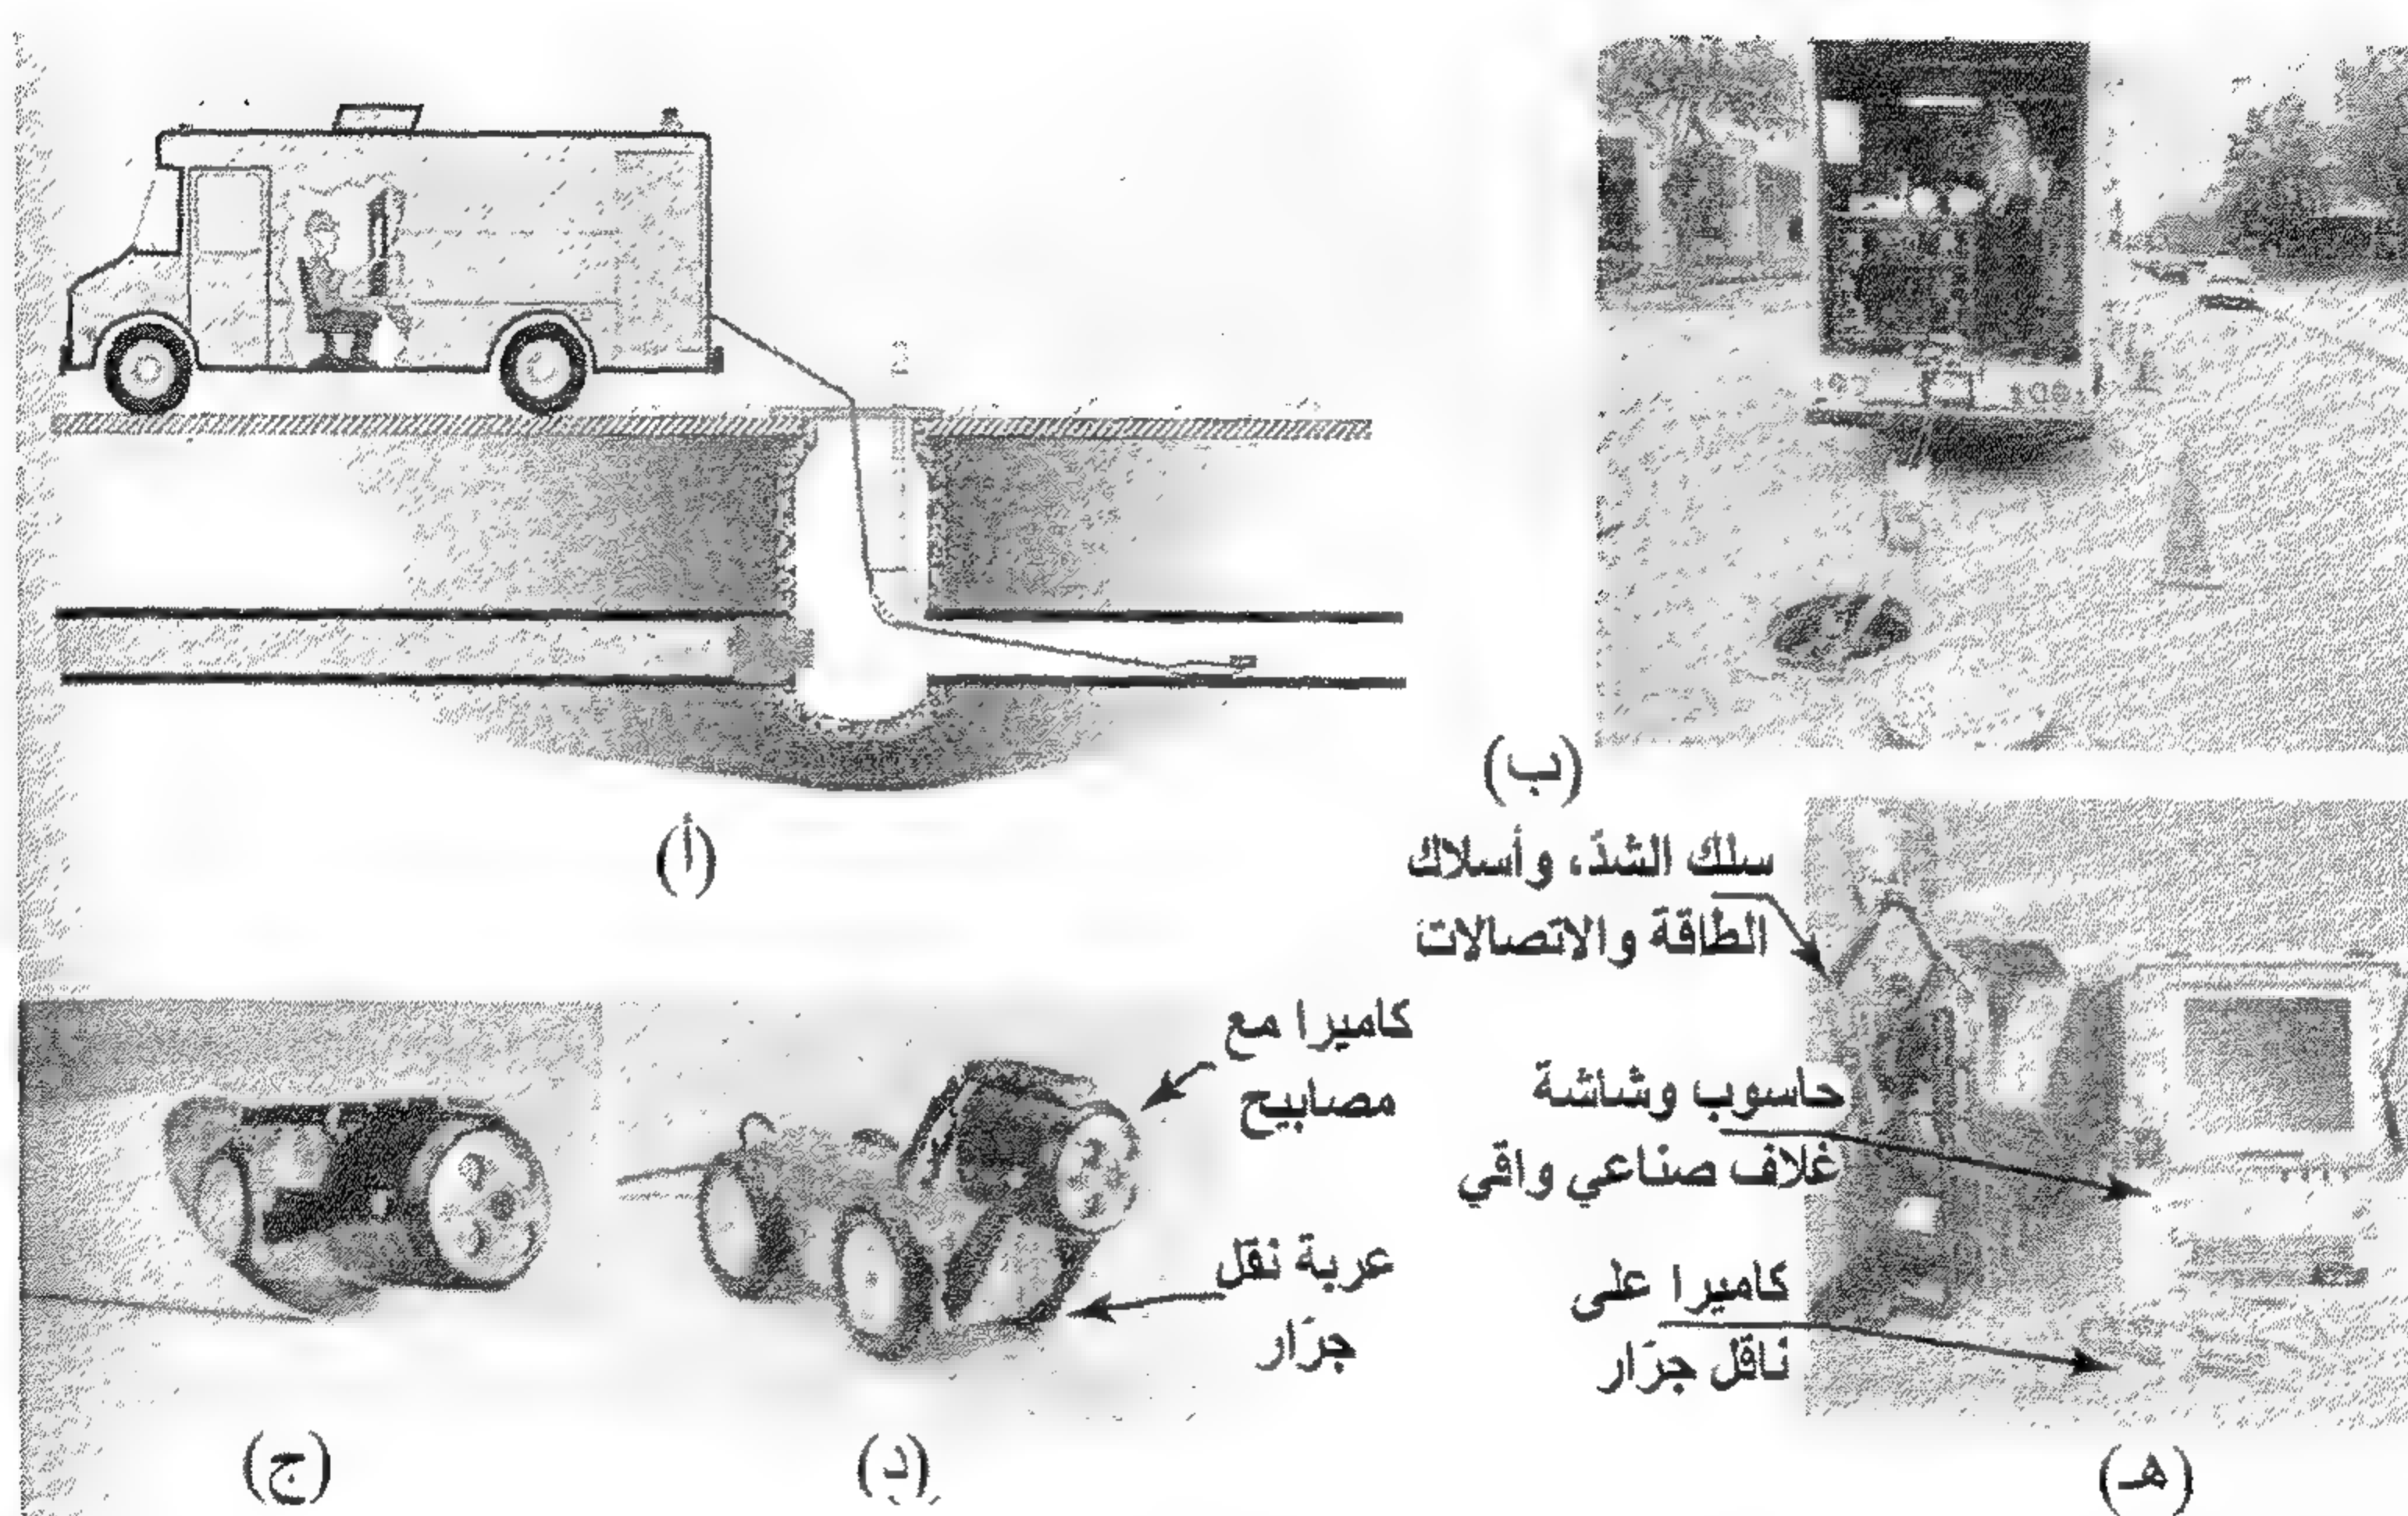 2
(أ)
(ب)
سلك الشدّ، وأسلاك
الطاقة والاتصالات
حاسوب وشاشة
غلاف صناعي واقي
كاميرا على
ناقل جرّار
كاميرا مع
مصابيح
عربة نقل
جرّار
(ج)
(د)
(هـ)